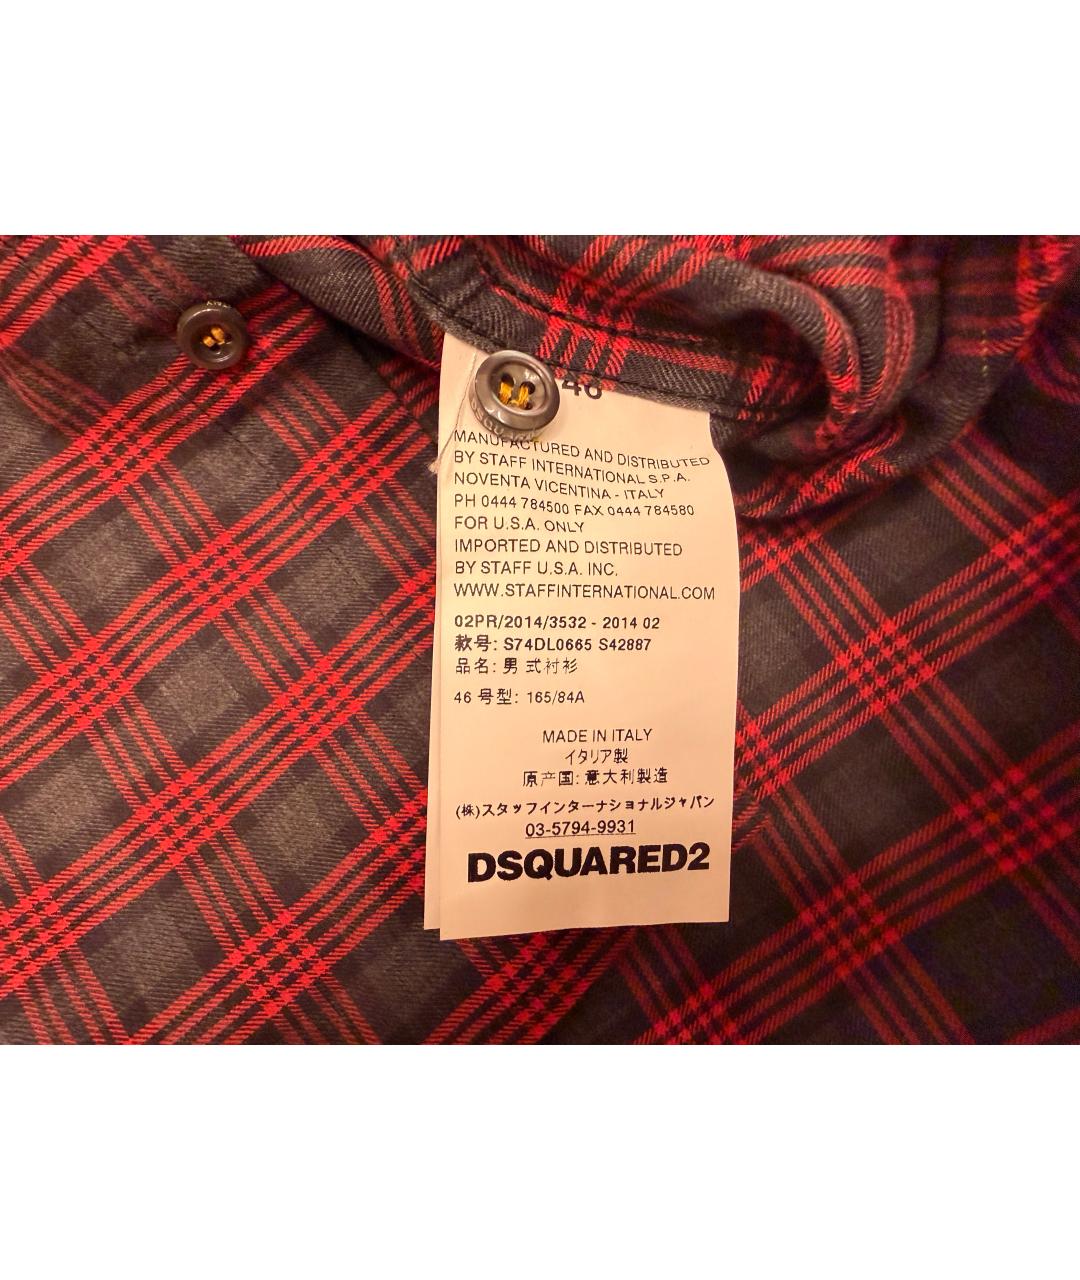 46
MANUFACTURED AND DISTRIBUTED
BY STAFF INTERNATIONAL S.P.A.
NOVENTA VICENTINA - ITALY
PH 0444 784500 FAX 0444 784580
FOR U.S.A. ONLY
IMPORTED AND DISTRIBUTED
BY STAFF U.S.A. INC.
WWW.STAFFINTERNATIONAL.COM
02PR/2014/3532 - 2014 02
款号: S74DL0665 S42887
品名: 男式衬衫
46 号型: 165/84A
MADE IN ITALY
イタリア製
原产国: 意大利製造
(株)スタッフインターナショナルジャパン
03-5794-9931
DSQUARED2